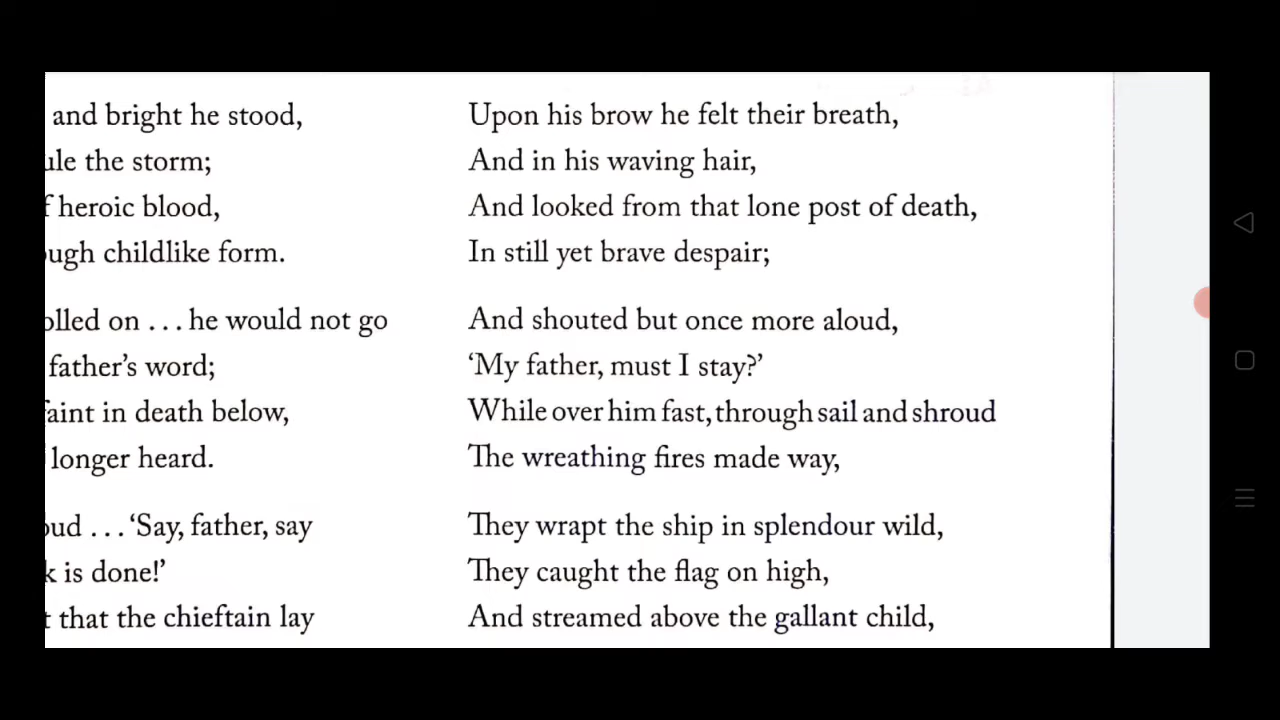 and bright he stood,
the storm;
heroic blood,
childlike form.
on . . . he would not go
father's word;
in death below,
longer heard.
. . . ‘Say, father, say
is done!’
that the chieftain lay
Upon his brow he felt their breath,
And in his waving hair,
And looked from that lone post of death,
In still yet brave despair;
And shouted but once more aloud,
‘My father, must I stay?’
While over him fast, through sail and shroud
The wreathing fires made way,
They wrapt the ship in splendour wild,
They caught the flag on high,
And streamed above the gallant child,